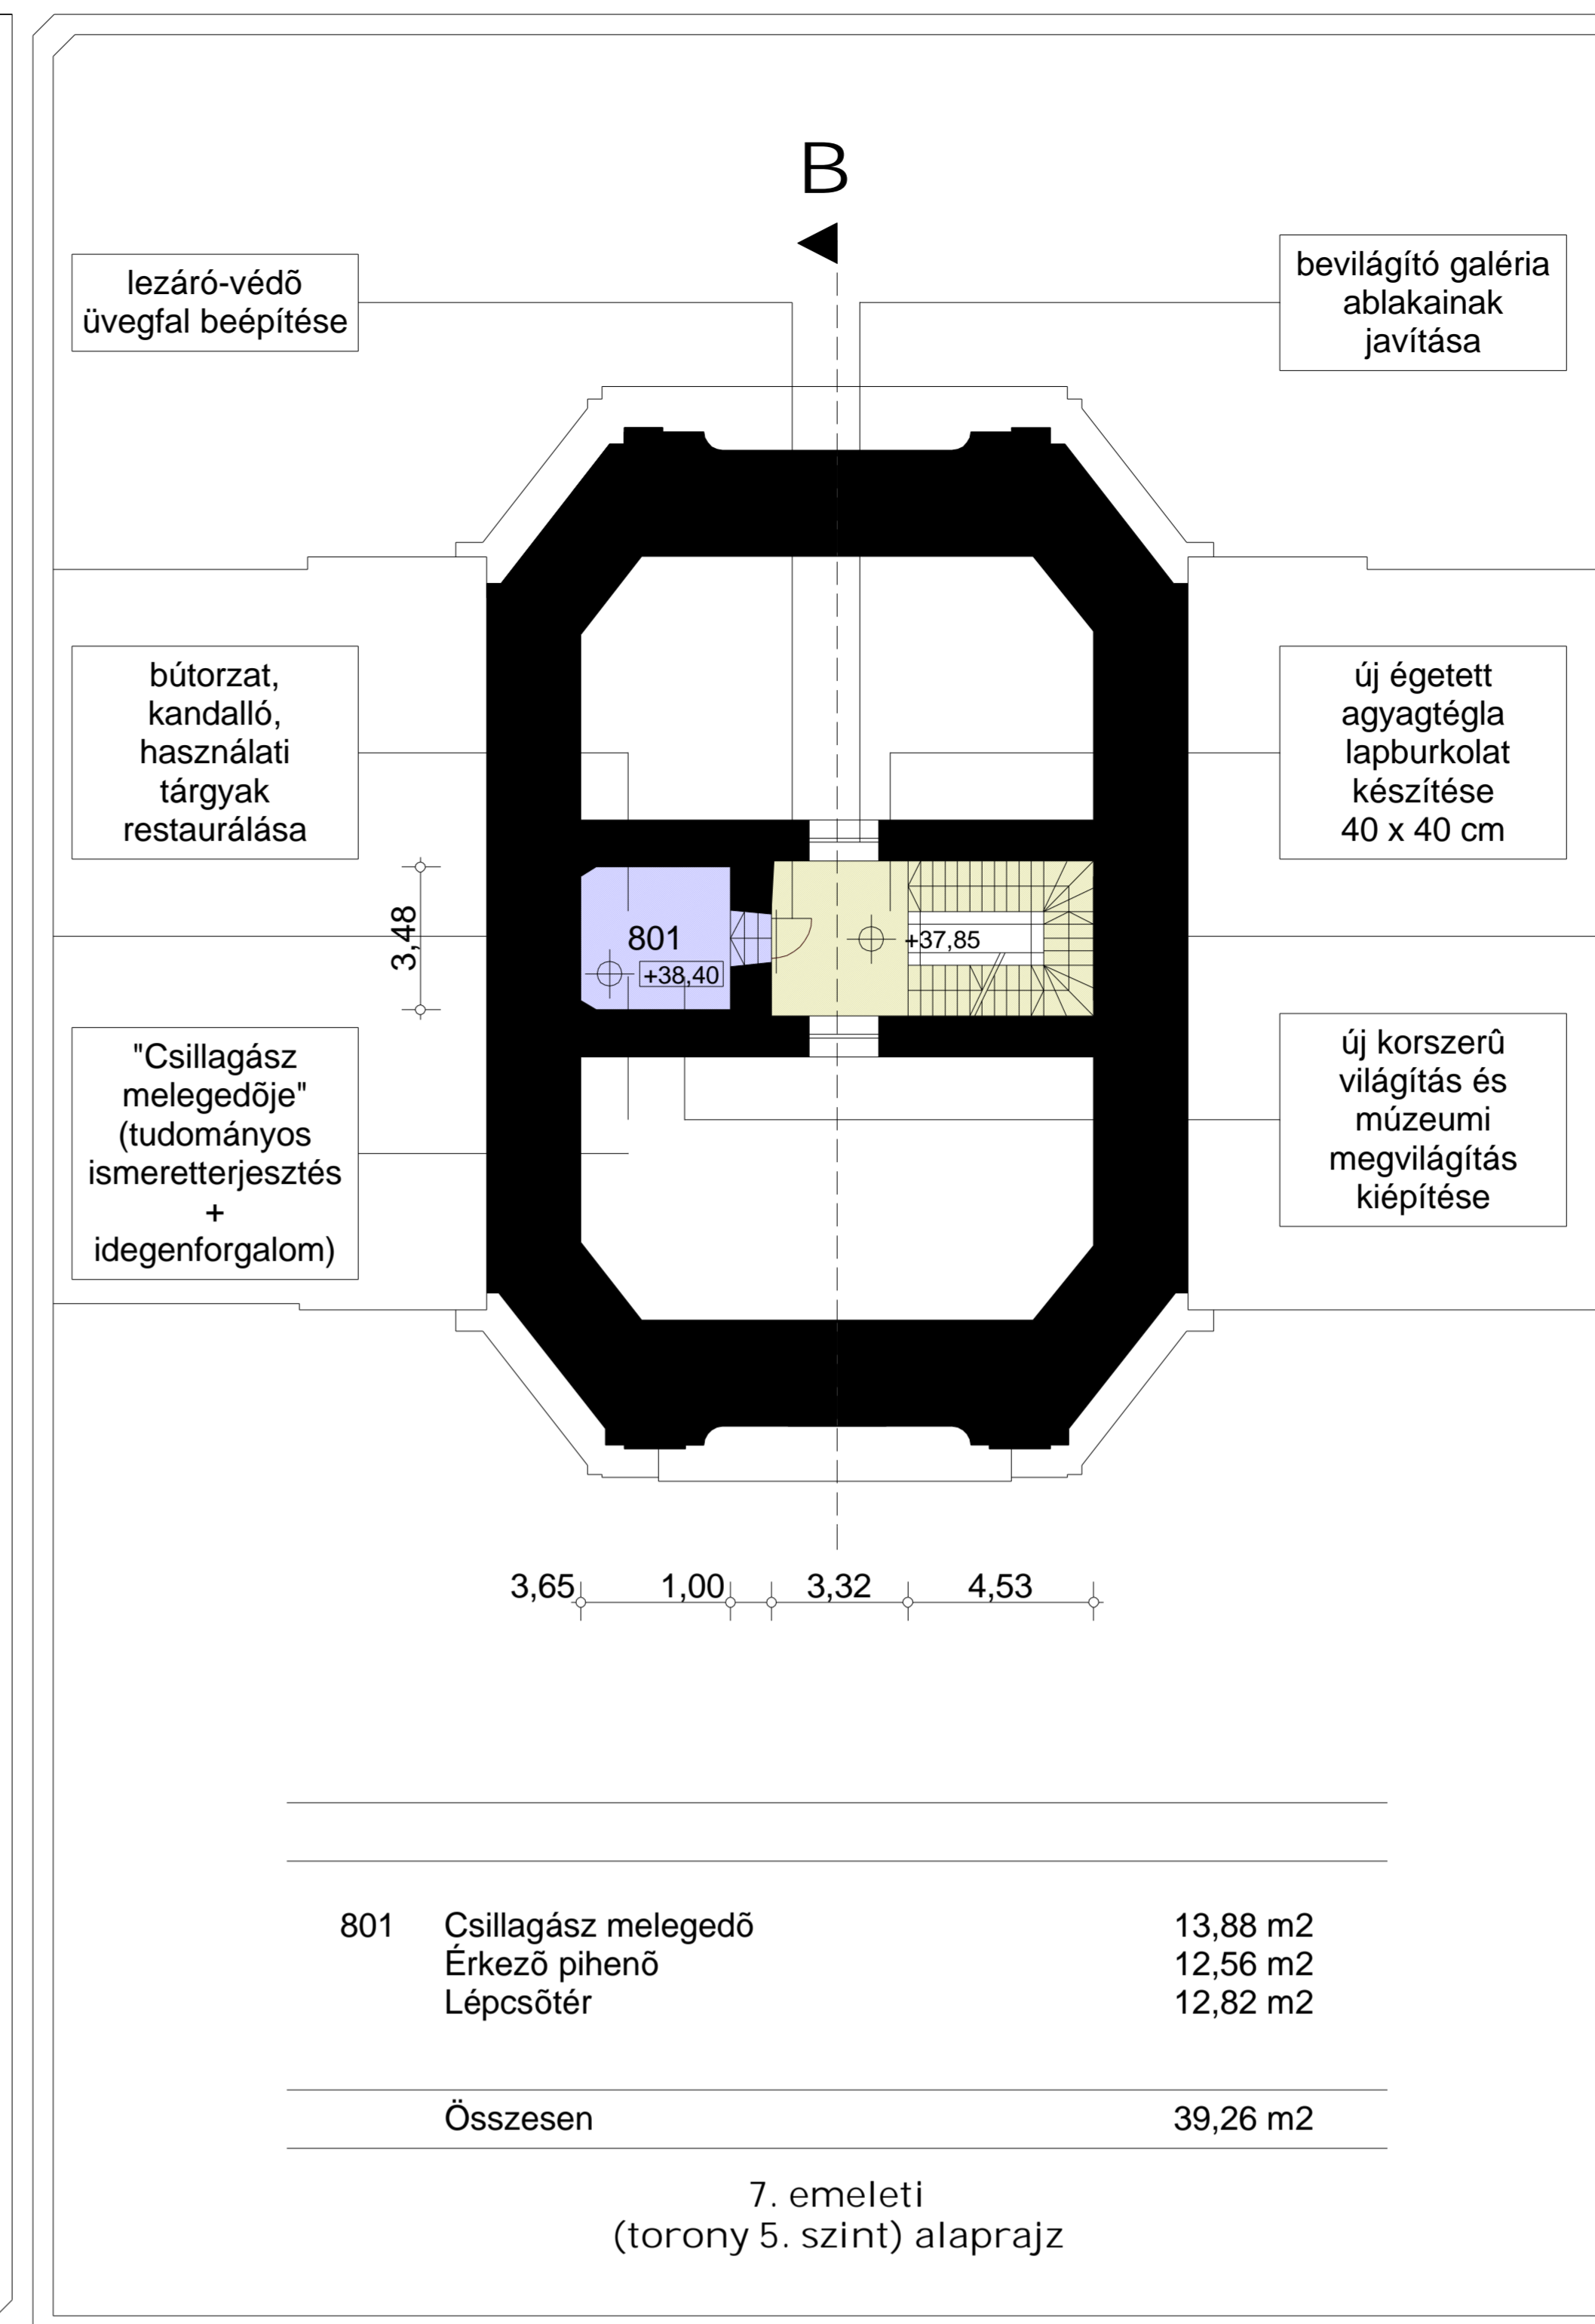 B
lezáró-védõ
üvegfal beépítése
bevilágító galéria
ablakainak
javítása
bútorzat,
kandalló,
használati
tárgyak
restaurálása
új égetett
agyagtégla
lapburkolat
készítése
40 x 40 cm
3,48
801
+38,40
+37,85
"Csillagász
melegedõje"
(tudományos
ismeretterjesztés
+
idegenforgalom)
új korszerû
világítás és
múzeumi
megvilágítás
kiépítése
3,65 1,00 3,32 4,53
801 Csillagász melegedõ 13,88 m2
Érkezõ pihenõ 12,56 m2
Lépcsõtér 12,82 m2
Összesen 39,26 m2
7. emeleti
(torony 5. szint) alaprajz